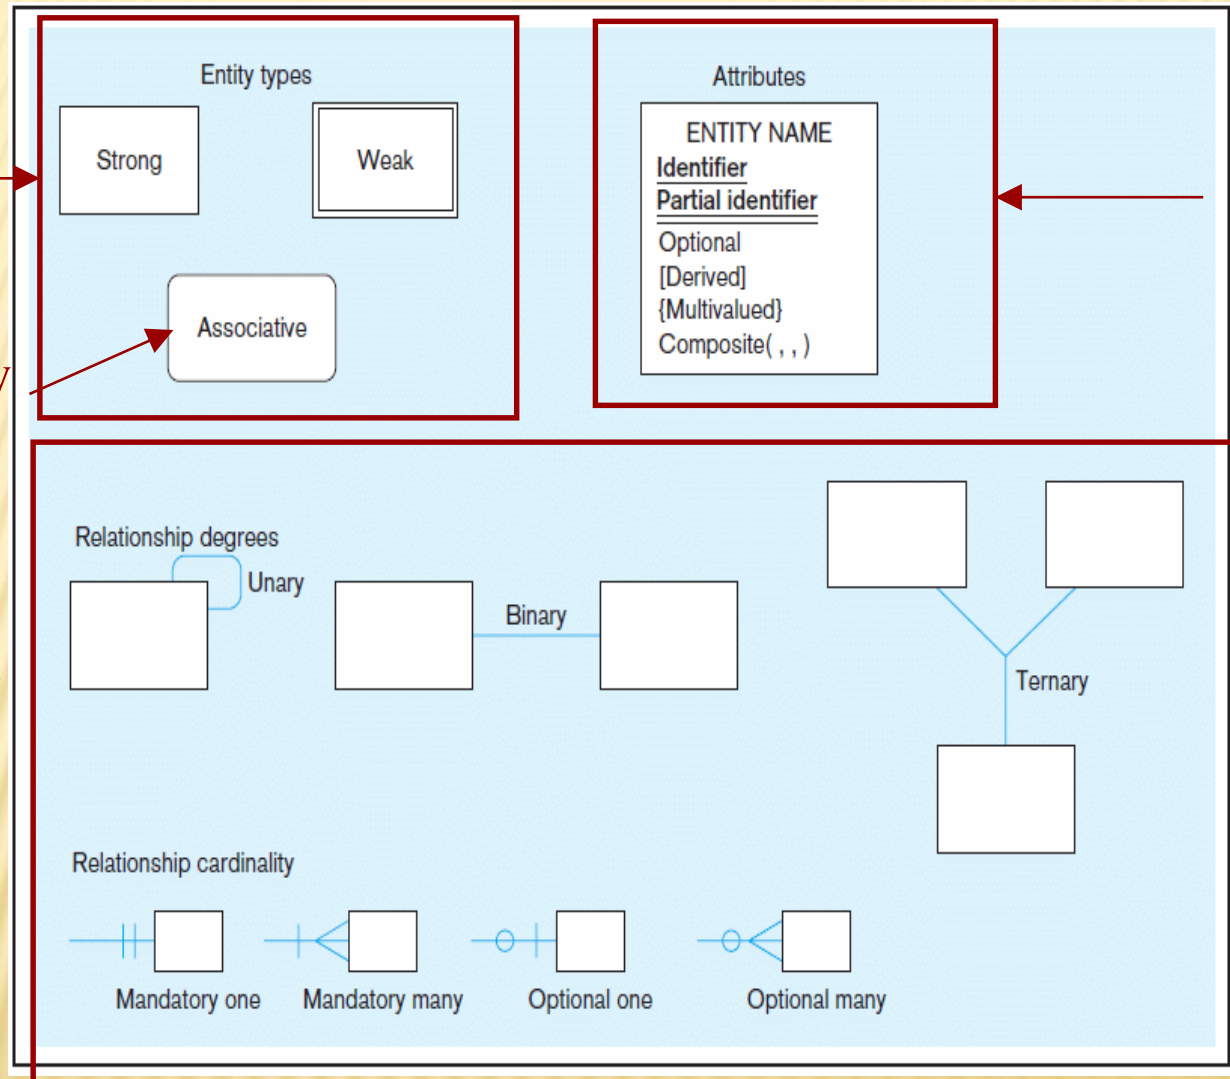 Entity types
Strong
Weak
Associative
Attributes
ENTITY NAME
Identifier
Partial identifier
Optional
[Derived]
{Multivalued}
Composite( , , )
Relationship degrees
Unary
Binary
Ternary
Relationship cardinality
Mandatory one
Mandatory many
Optional one
Optional many